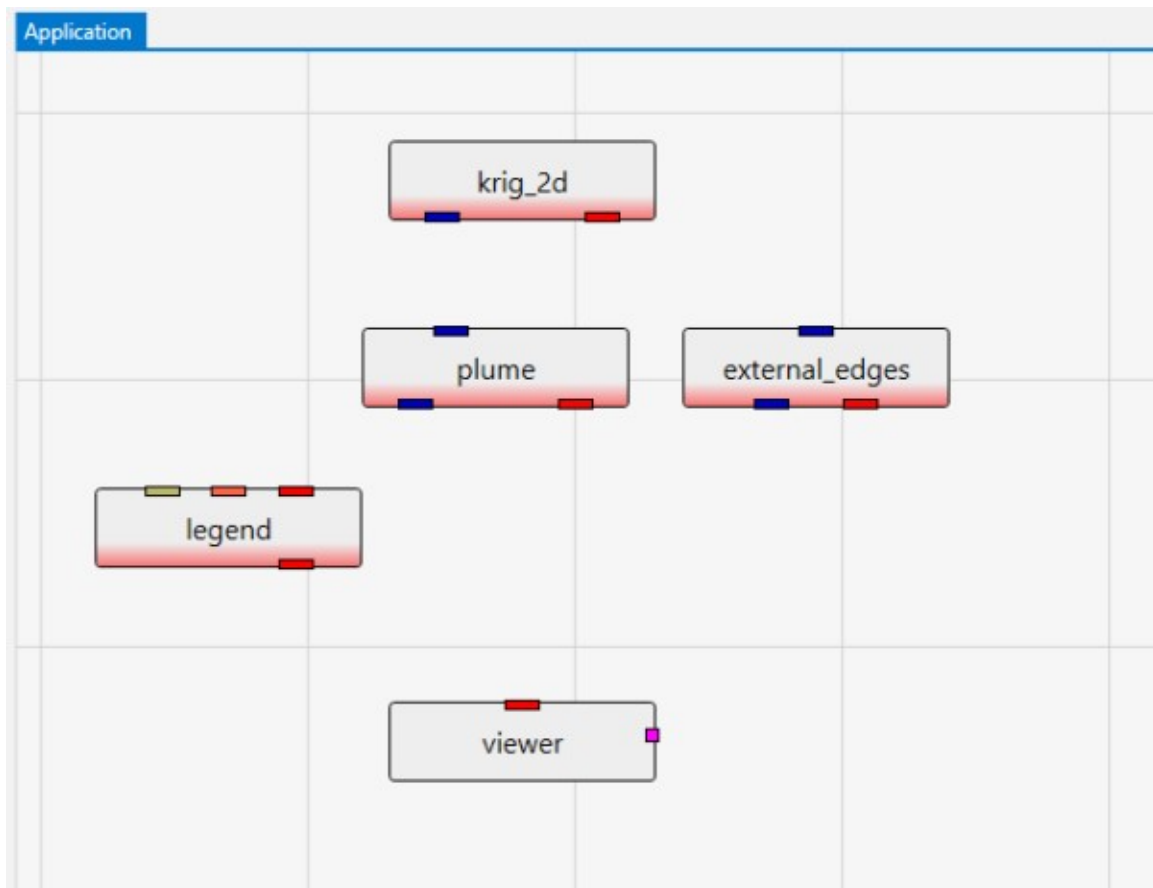 Application
krig_2d
plume
external_edges
legend
viewer